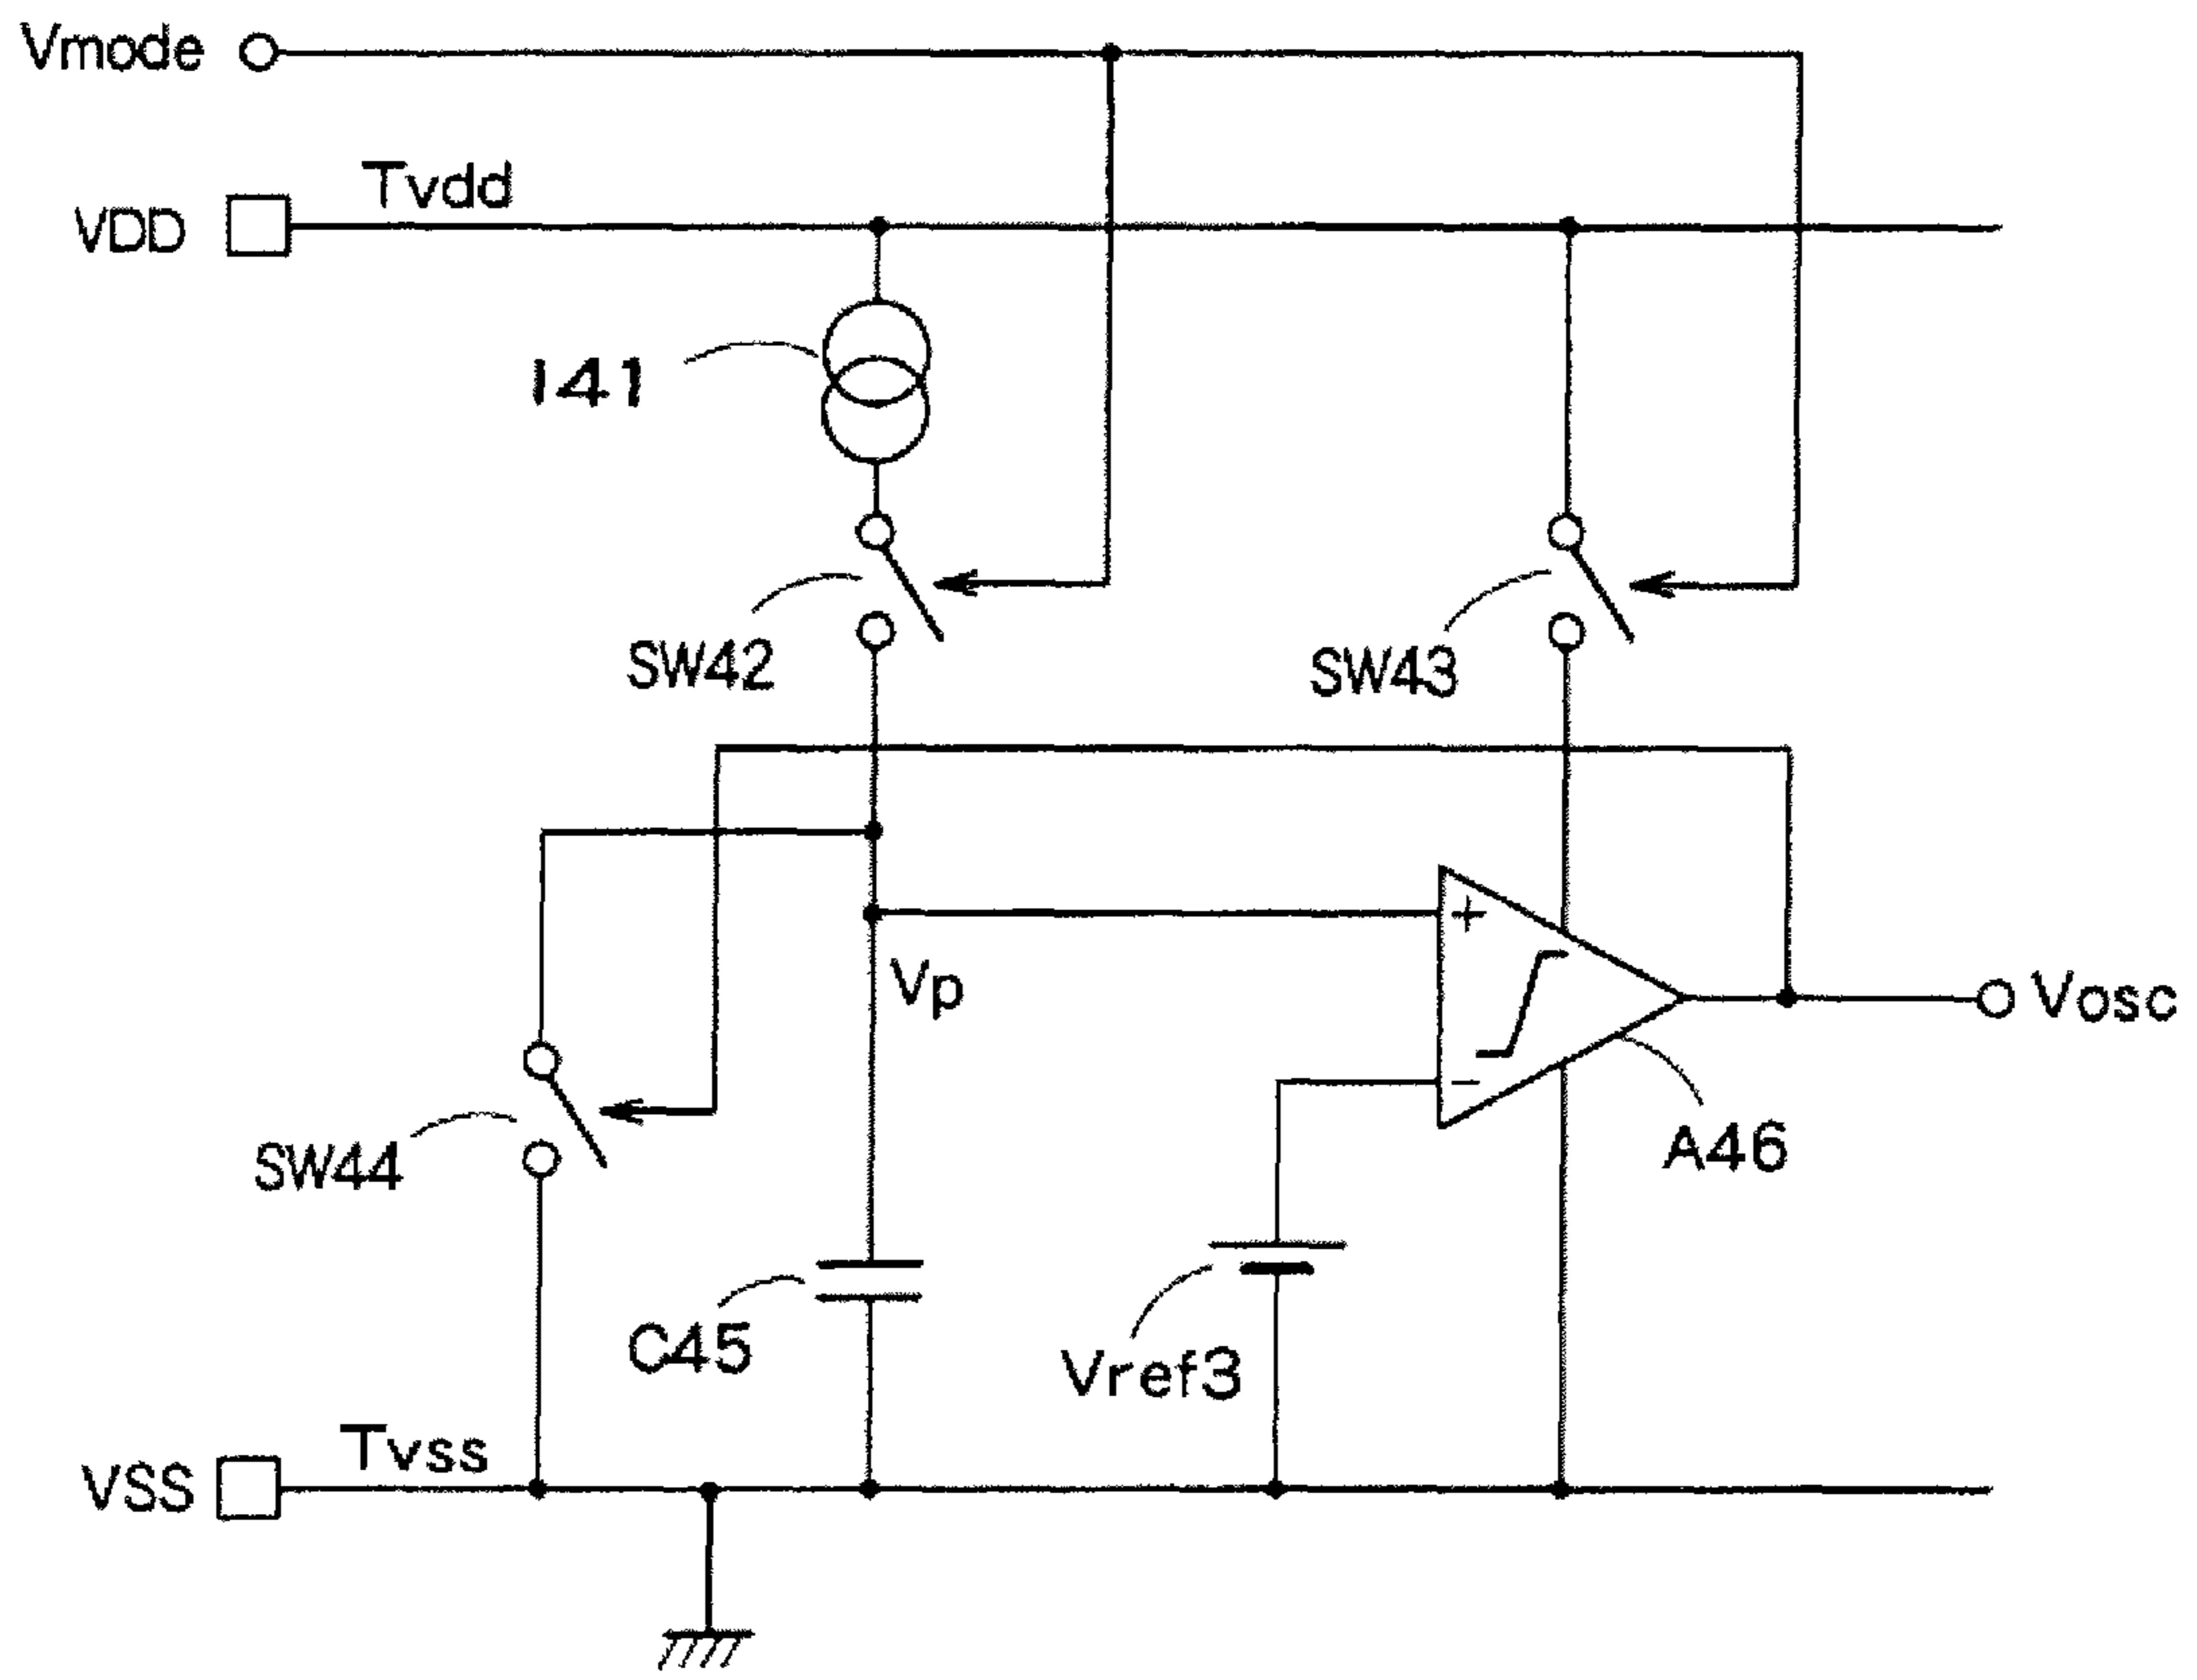 Vmode
Tvdd
VDD
I41
SW42
SW43
+
Vp
Vosc
−
SW44
A46
C45
Vref3
Tvss
VSS